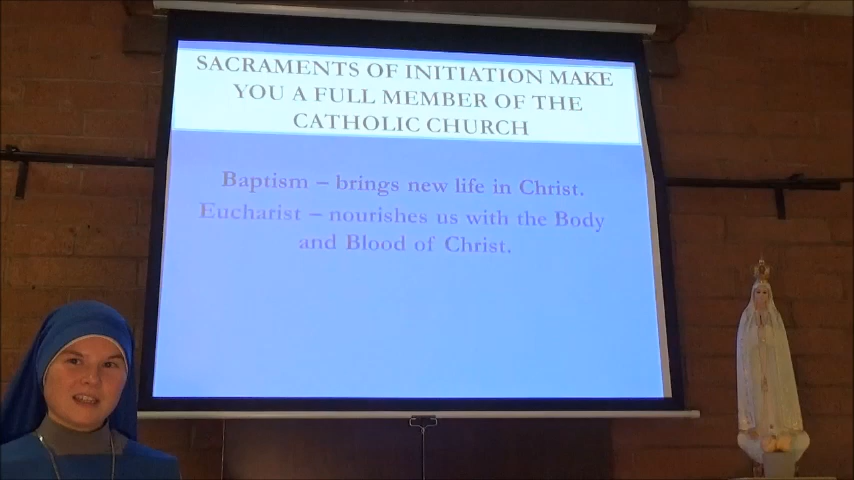 SACRAMENTS OF INITIATION MAKE
YOU A FULL MEMBER OF THE
CATHOLIC CHURCH
Baptism – brings new life in Christ.
Eucharist – nourishes us with the Body
and Blood of Christ.